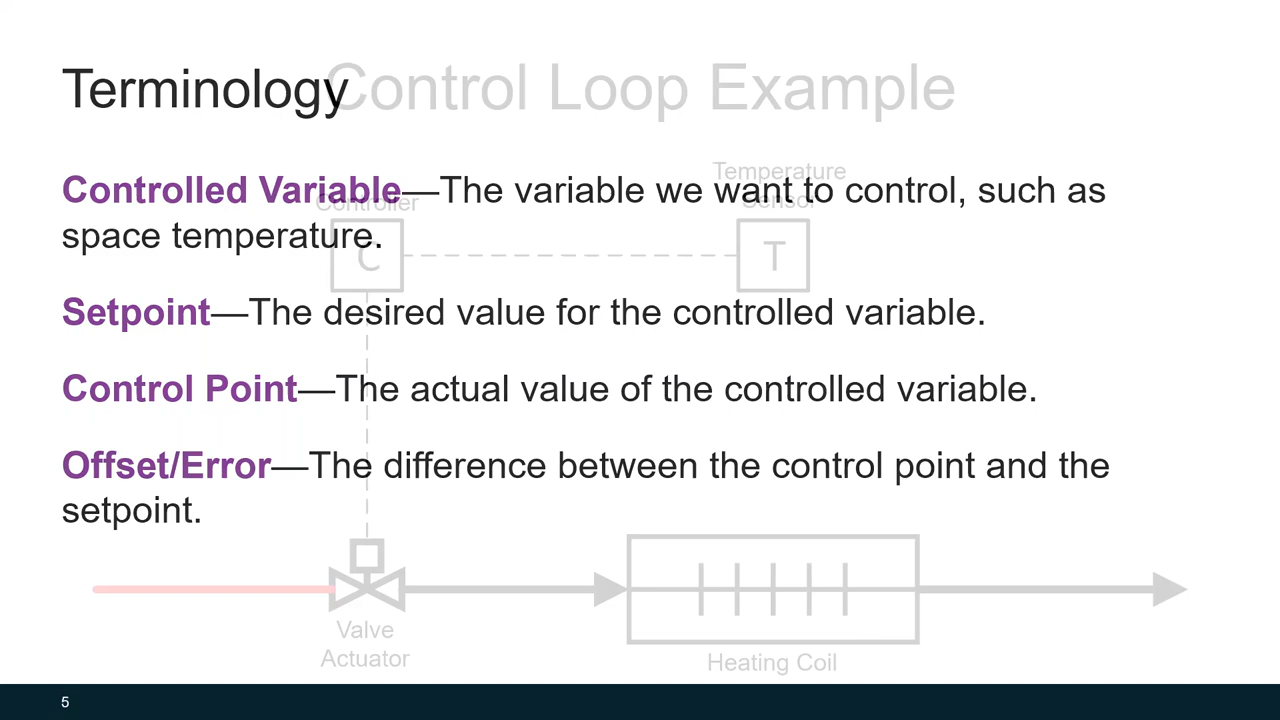 Terminology
Control Loop Example
Controlled Variable—The variable we want to control, such as
space temperature.
Setpoint—The desired value for the controlled variable.
Control Point—The actual value of the controlled variable.
Offset/Error—The difference between the control point and the
setpoint.
Controller
C
Temperature
Sensor
T
Valve
Actuator
Heating Coil
5